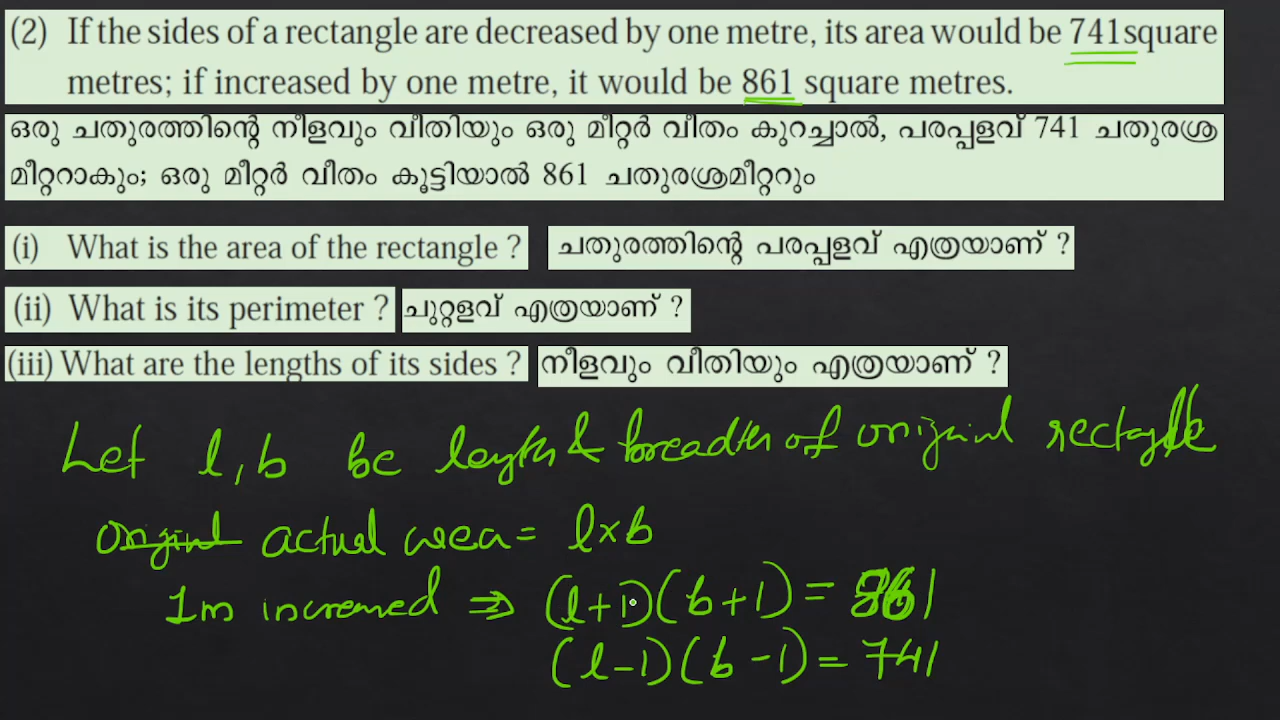 (2) If the sides of a rectangle are decreased by one metre, its area would be 741square
metres; if increased by one metre, it would be 861 square metres.
ഒരു ചതുരത്തിന്റെ നീളവും വീതിയും ഒരു മീറ്റർ വീതം കുറച്ചാൽ, പരപ്പളവ് 741 ചതുരശ്ര
മീറ്ററാകും; ഒരു മീറ്റർ വീതം കൂട്ടിയാൽ 861 ചതുരശ്രമീറ്ററും
(i) What is the area of the rectangle ? ചതുരത്തിന്റെ പരപ്പളവ് എത്രയാണ് ?
(ii) What is its perimeter ? ചുറ്റളവ് എത്രയാണ് ?
(iii) What are the lengths of its sides ? നീളവും വീതിയും എത്രയാണ് ?
Let l, b be length & breadth of original rectangle
actual area = l×b
1m increased ⇒ (l+1)(b+1) = 861
(l-1)(b-1) = 741